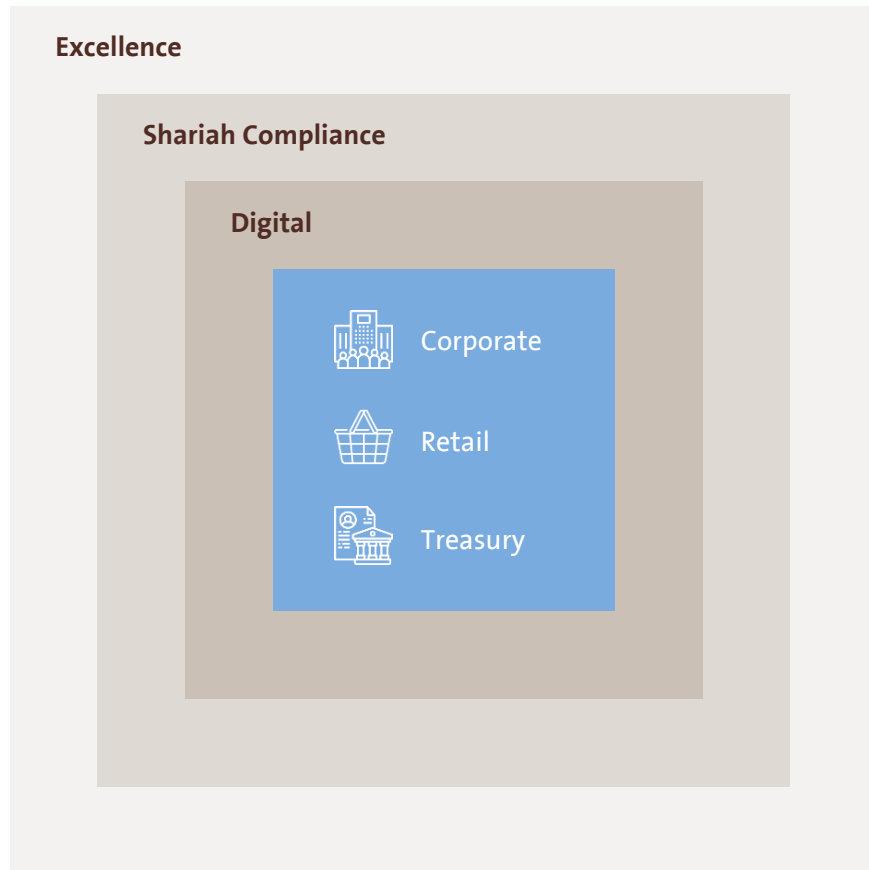 Excellence
Shariah Compliance
Digital
Corporate
Retail
Treasury